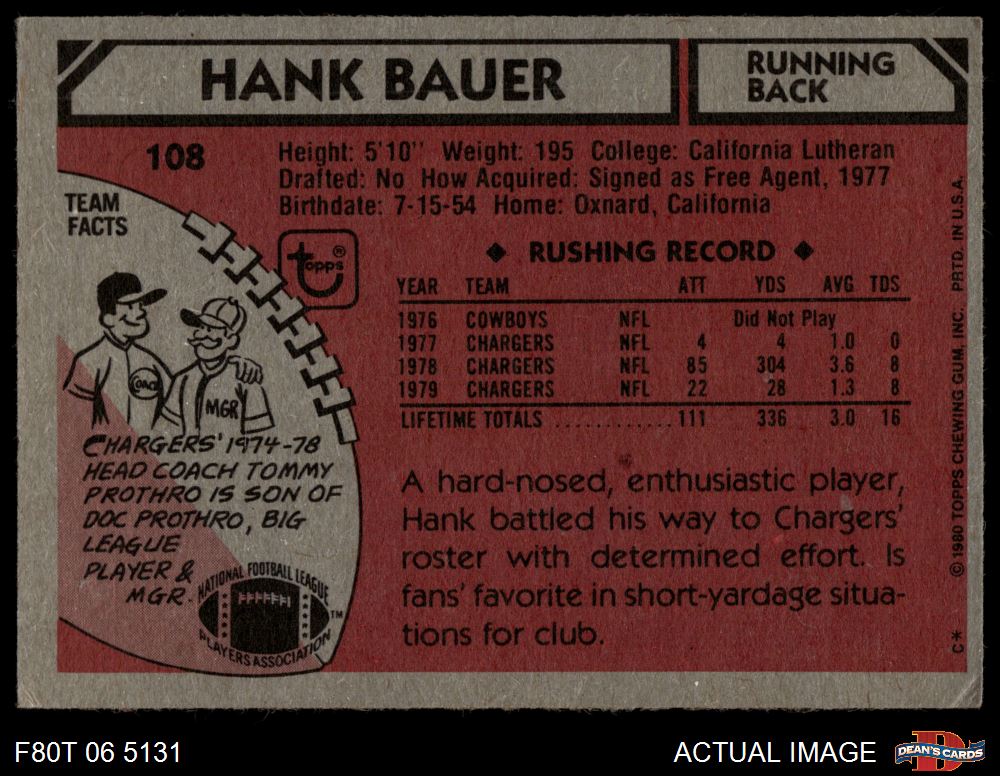 HANK BAUER
RUNNING
BACK
108
Height: 5'10" Weight: 195 College: California Lutheran
Drafted: No How Acquired: Signed as Free Agent, 1977
Birthdate: 7-15-54 Home: Oxnard, California
TEAM
FACTS
topps®
◆ RUSHING RECORD ◆
YEAR TEAM ATT YDS AVG TDS
1976 COWBOYS NFL Did Not Play
1977 CHARGERS NFL 4 4 1.0 0
1978 CHARGERS NFL 85 304 3.6 8
1979 CHARGERS NFL 22 28 1.3 8
LIFETIME TOTALS ............ 111 336 3.0 16
COACH
MGR
CHARGERS' 1974-78
HEAD COACH TOMMY
PROTHRO IS SON OF
DOC PROTHRO, BIG
LEAGUE
PLAYER &
MGR.
NATIONAL FOOTBALL LEAGUE
PLAYERS ASSOCIATION
TM
A hard-nosed, enthusiastic player,
Hank battled his way to Chargers'
roster with determined effort. Is
fans' favorite in short-yardage situa-
tions for club.
C* © 1980 TOPPS CHEWING GUM, INC. PRTD. IN U.S.A.
F80T 06 5131
ACTUAL IMAGE
D
DEAN'S CARDS